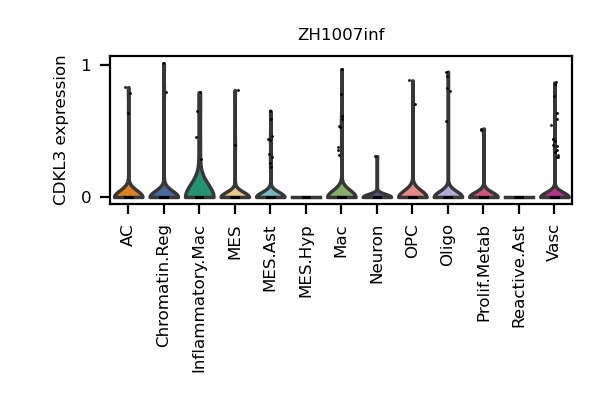 ZH1007inf
CDKL3 expression
1
0
AC
Chromatin.Reg
Inflammatory.Mac
MES
MES.Ast
MES.Hyp
Mac
Neuron
OPC
Oligo
Prolif.Metab
Reactive.Ast
Vasc